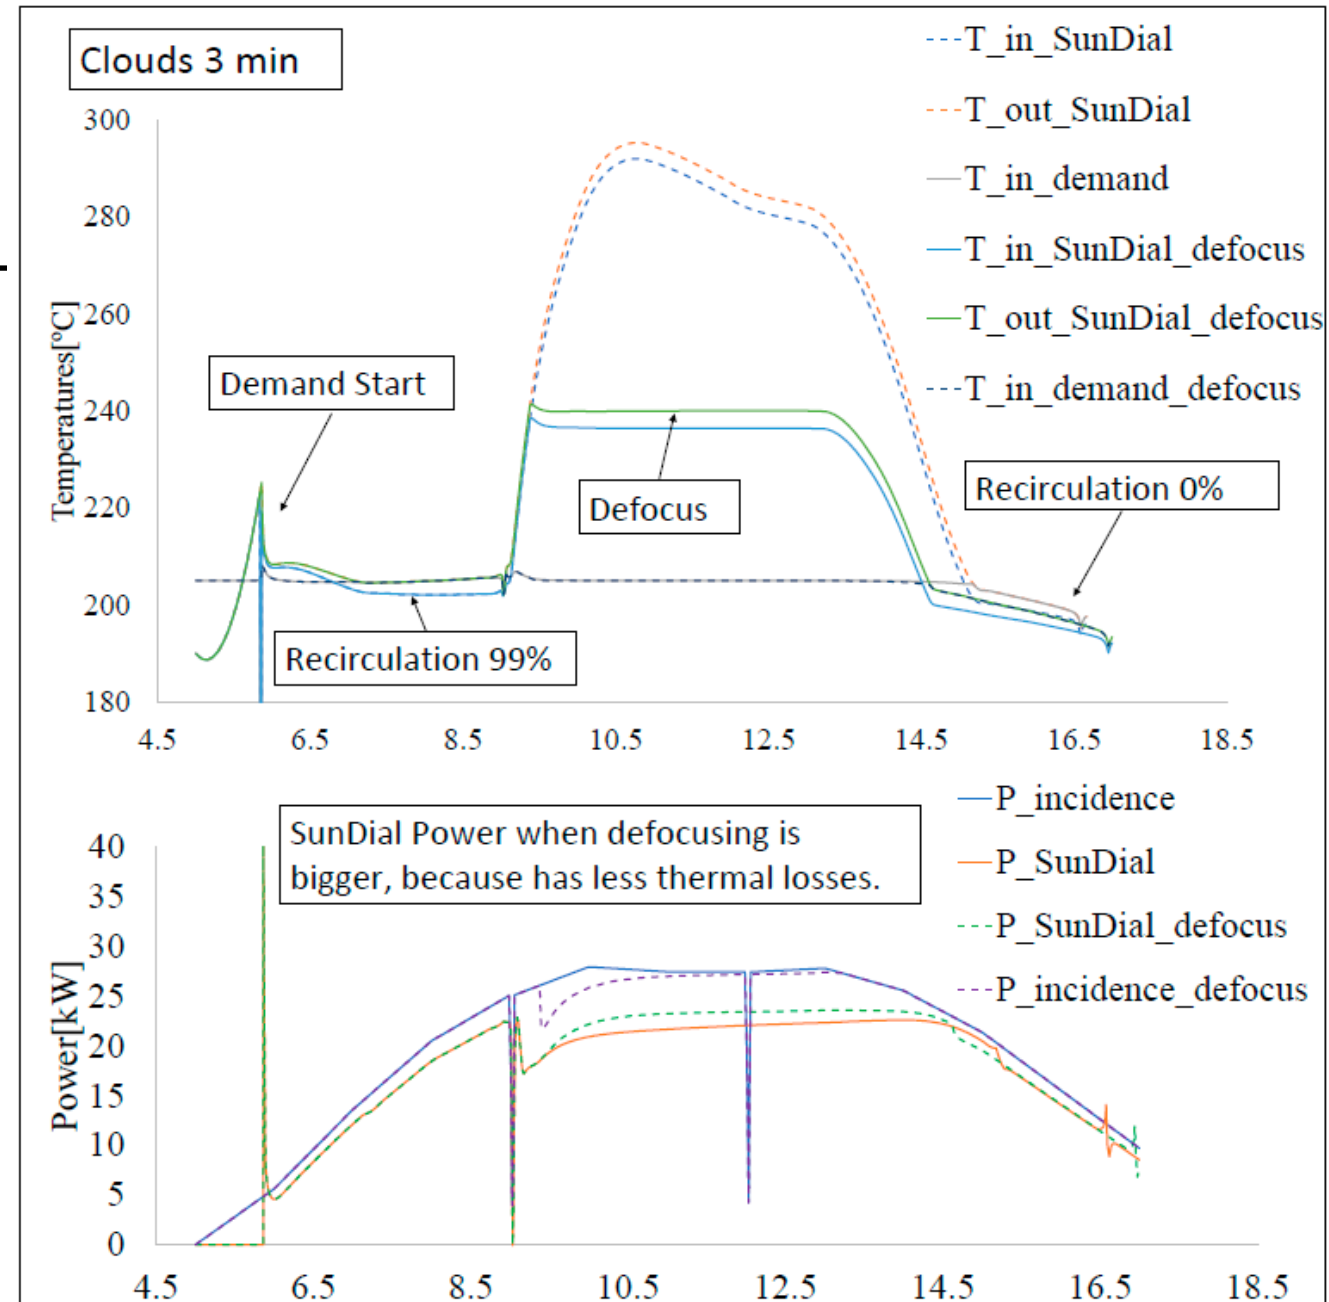 Clouds 3 min
T_in_SunDial
T_out_SunDial
T_in_demand
T_in_SunDial_defocus
T_out_SunDial_defocus
T_in_demand_defocus
Temperatures[ºC]
300
280
260
240
220
200
180
Demand Start
Defocus
Recirculation 0%
Recirculation 99%
4.5 6.5 8.5 10.5 12.5 14.5 16.5 18.5
P_incidence
P_SunDial
P_SunDial_defocus
P_incidence_defocus
SunDial Power when defocusing is
bigger, because has less thermal losses.
Power[kW]
40
35
30
25
20
15
10
5
0
4.5 6.5 8.5 10.5 12.5 14.5 16.5 18.5